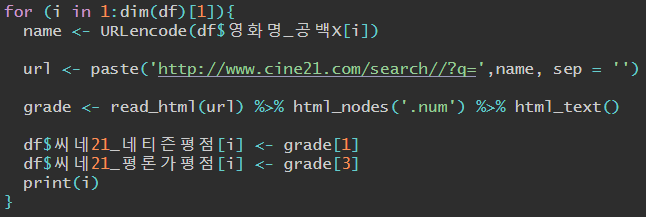 for (i in 1:dim(df)[1]){
name <- URLencode(df$영화명_공백X[i])
url <- paste('http://www.cine21.com/search//?q=',name, sep = '')
grade <- read_html(url) %>% html_nodes('.num') %>% html_text()
df$씨네21_네티즌평점[i] <- grade[1]
df$씨네21_평론가평점[i] <- grade[3]
print(i)
}